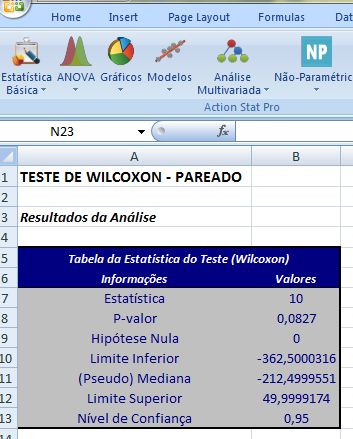 Home Insert Page Layout Formulas Dat
Estatística Básica ANOVA Gráficos Modelos Análise Multivariada NP Não-Paramétric
Action Stat Pro
N23 fx
A B
1 TESTE DE WILCOXON - PAREADO
2
3 Resultados da Análise
4
5 Tabela da Estatística do Teste (Wilcoxon)
6 Informações Valores
7 Estatística 10
8 P-valor 0,0827
9 Hipótese Nula 0
10 Limite Inferior -362,5000316
11 (Pseudo) Mediana -212,4999551
12 Limite Superior 49,9999174
13 Nível de Confiança 0,95